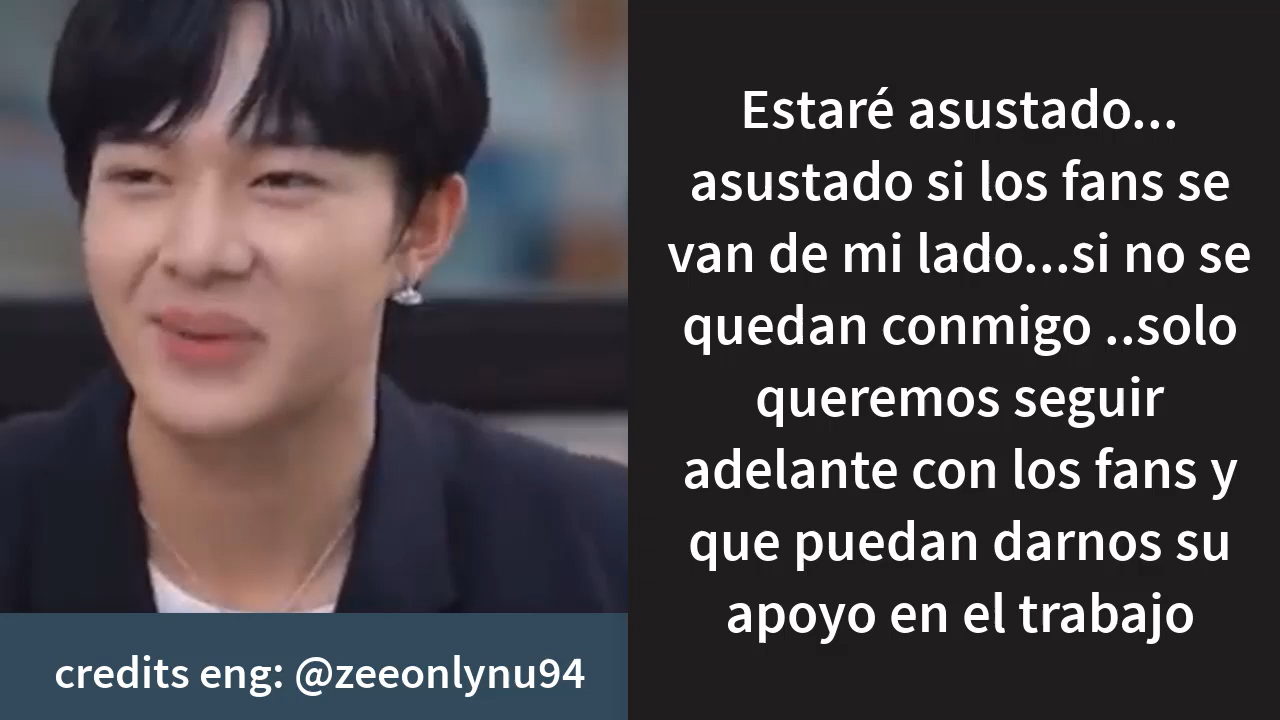 Estaré asustado...
asustado si los fans se
van de mi lado...si no se
quedan conmigo ..solo
queremos seguir
adelante con los fans y
que puedan darnos su
apoyo en el trabajo
credits eng: @zeeonlynu94